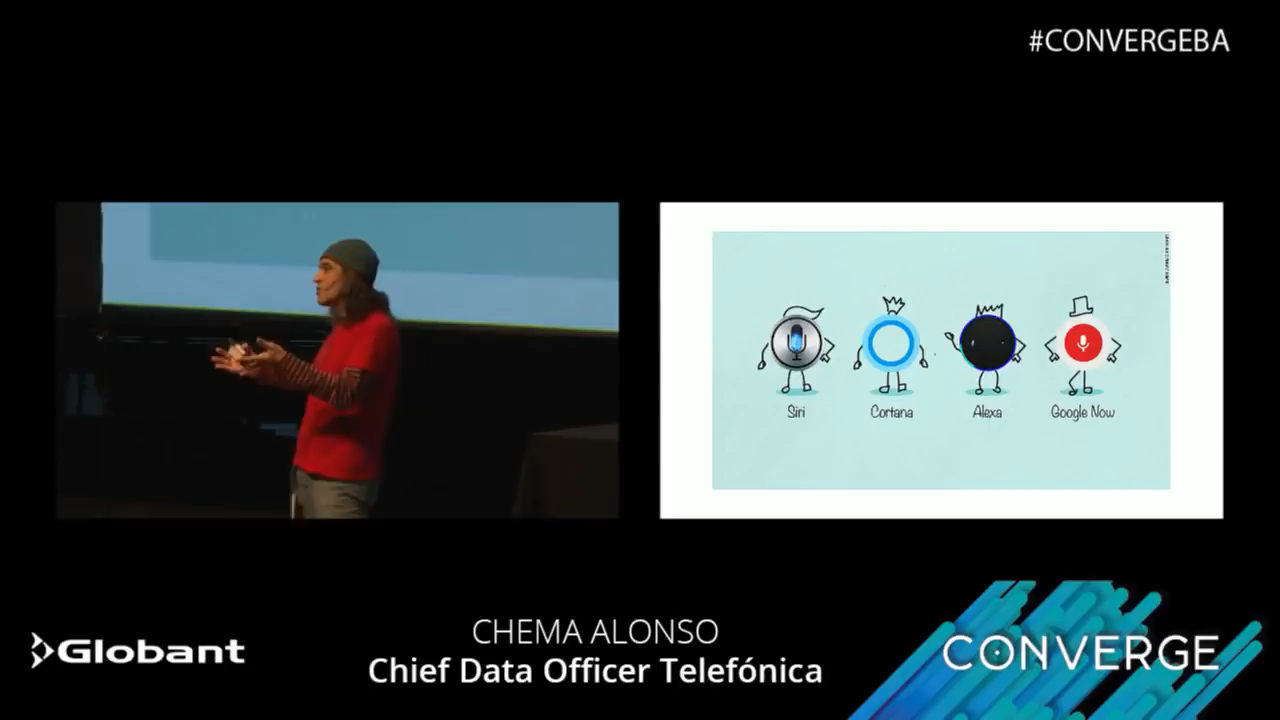 #CONVERGEBA
Siri
Cortana
Alexa
Google Now
Globant
CHEMA ALONSO
Chief Data Officer Telefónica
CONVERGE